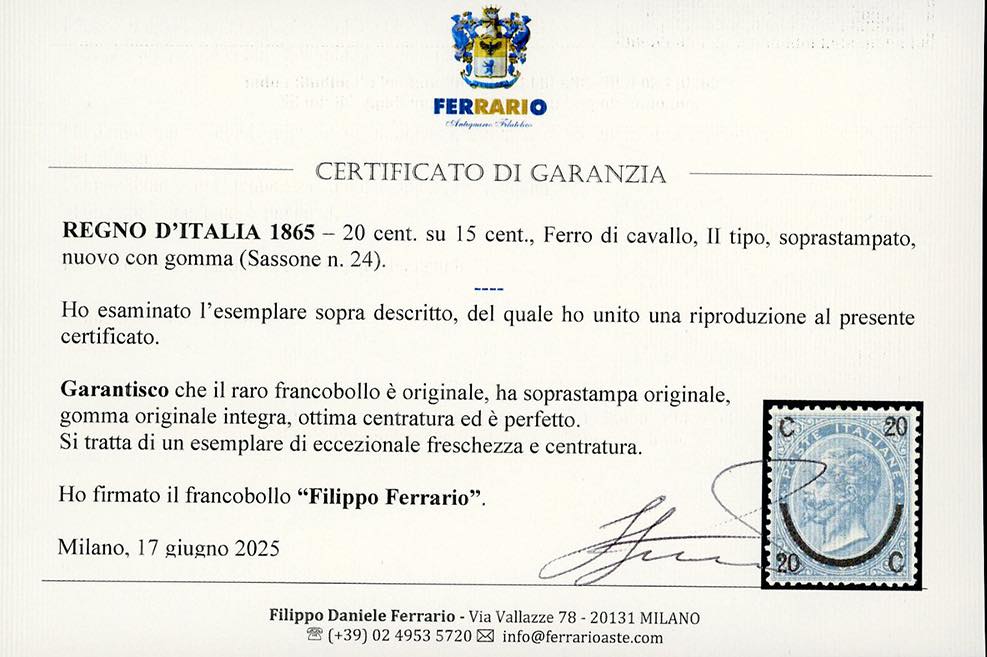 FERRARIO
Antiquario Filatelico
CERTIFICATO DI GARANZIA
REGNO D'ITALIA 1865 – 20 cent. su 15 cent., Ferro di cavallo, II tipo, soprastampato,
nuovo con gomma (Sassone n. 24).
----
Ho esaminato l'esemplare sopra descritto, del quale ho unito una riproduzione al presente
certificato.
Garantisco che il raro francobollo è originale, ha soprastampa originale,
gomma originale integra, ottima centratura ed è perfetto.
Si tratta di un esemplare di eccezionale freschezza e centratura.
Ho firmato il francobollo “Filippo Ferrario”.
Milano, 17 giugno 2025
C 20
POSTE ITALIANE
20 C
Filippo Daniele Ferrario - Via Vallazze 78 - 20131 MILANO
(+39) 02 4953 5720 info@ferrarioaste.com